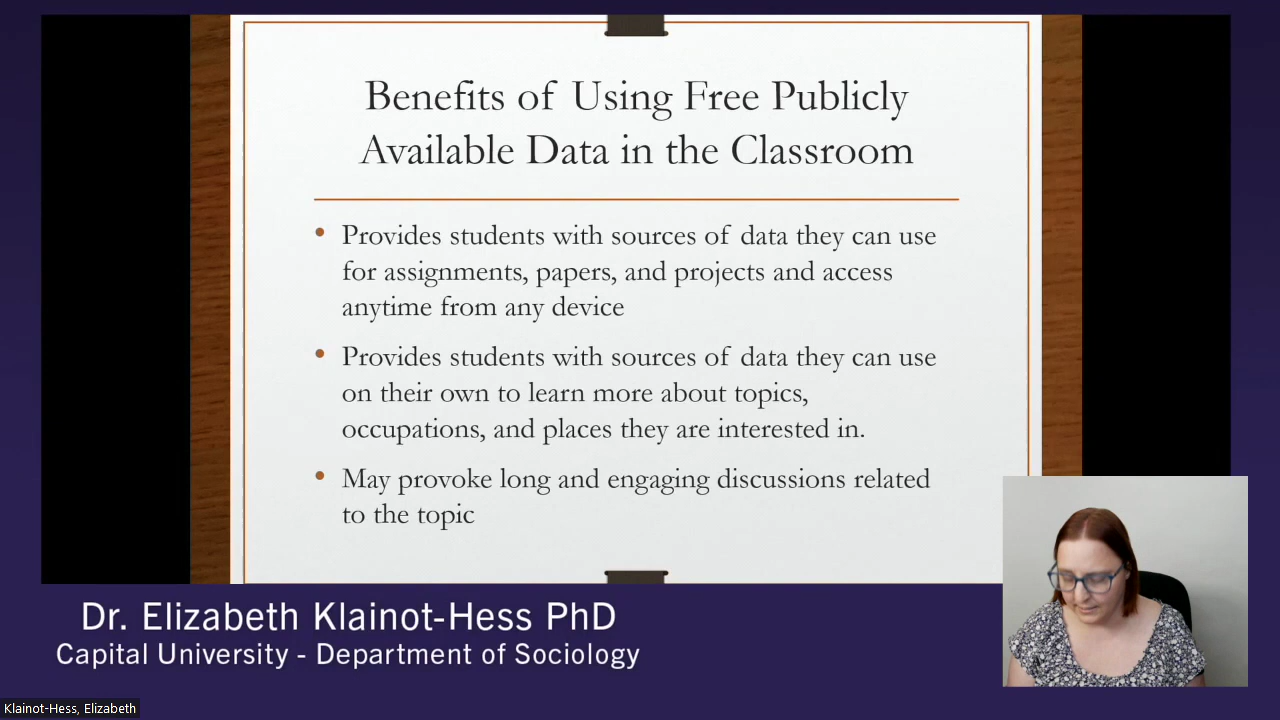 Benefits of Using Free Publicly
Available Data in the Classroom
• Provides students with sources of data they can use
for assignments, papers, and projects and access
anytime from any device
• Provides students with sources of data they can use
on their own to learn more about topics,
occupations, and places they are interested in.
• May provoke long and engaging discussions related
to the topic
Dr. Elizabeth Klainot-Hess PhD
Capital University - Department of Sociology
Klainot-Hess, Elizabeth